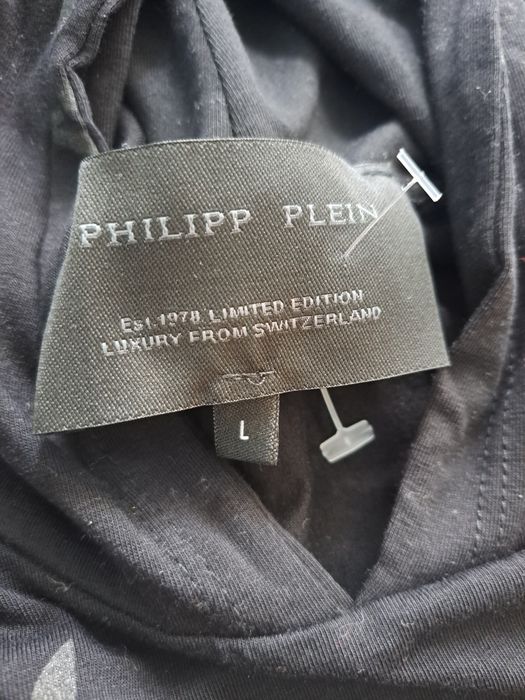 PHILIPP PLEIN
Est.1978 LIMITED EDITION
LUXURY FROM SWITZERLAND
L